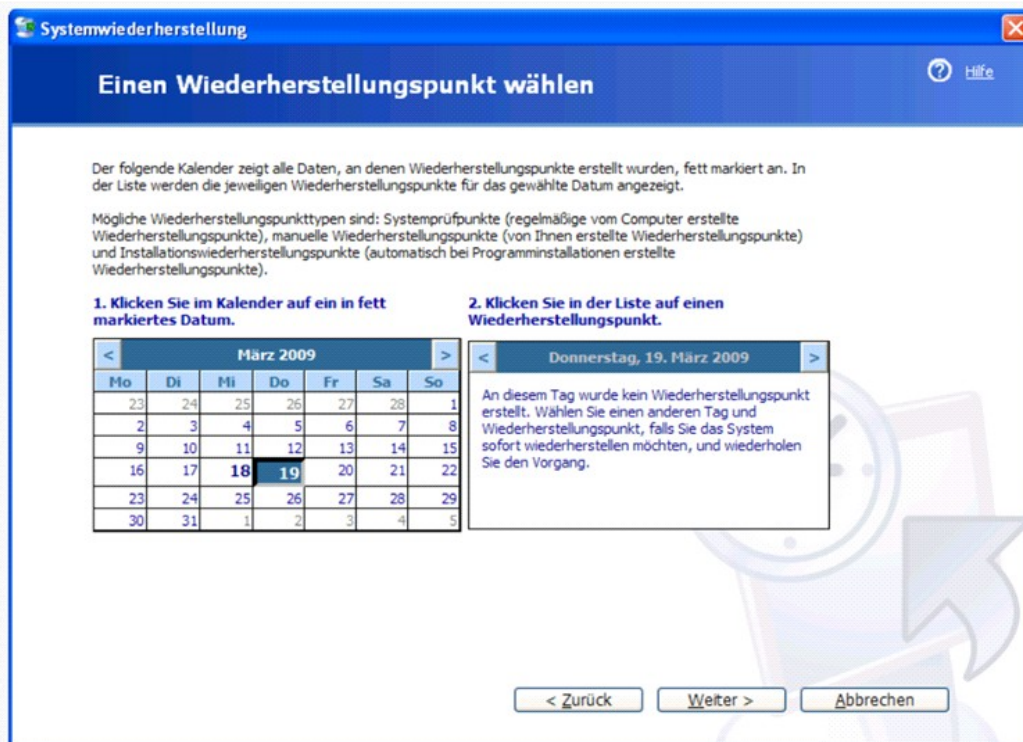 Systemwiederherstellung
Einen Wiederherstellungspunkt wählen
Hilfe
Der folgende Kalender zeigt alle Daten, an denen Wiederherstellungspunkte erstellt wurden, fett markiert an. In
der Liste werden die jeweiligen Wiederherstellungspunkte für das gewählte Datum angezeigt.
Mögliche Wiederherstellungspunkttypen sind: Systemprüfpunkte (regelmäßige vom Computer erstellte
Wiederherstellungspunkte), manuelle Wiederherstellungspunkte (von Ihnen erstellte Wiederherstellungspunkte)
und Installationswiederherstellungspunkte (automatisch bei Programminstallationen erstellte
Wiederherstellungspunkte).
1. Klicken Sie im Kalender auf ein in fett
markiertes Datum.
< März 2009 >
Mo Di Mi Do Fr Sa So
23 24 25 26 27 28 1
2 3 4 5 6 7 8
9 10 11 12 13 14 15
16 17 18 19 20 21 22
23 24 25 26 27 28 29
30 31 1 2 3 4 5
2. Klicken Sie in der Liste auf einen
Wiederherstellungspunkt.
< Donnerstag, 19. März 2009 >
An diesem Tag wurde kein Wiederherstellungspunkt
erstellt. Wählen Sie einen anderen Tag und
Wiederherstellungspunkt, falls Sie das System
sofort wiederherstellen möchten, und wiederholen
Sie den Vorgang.
< Zurück Weiter > Abbrechen